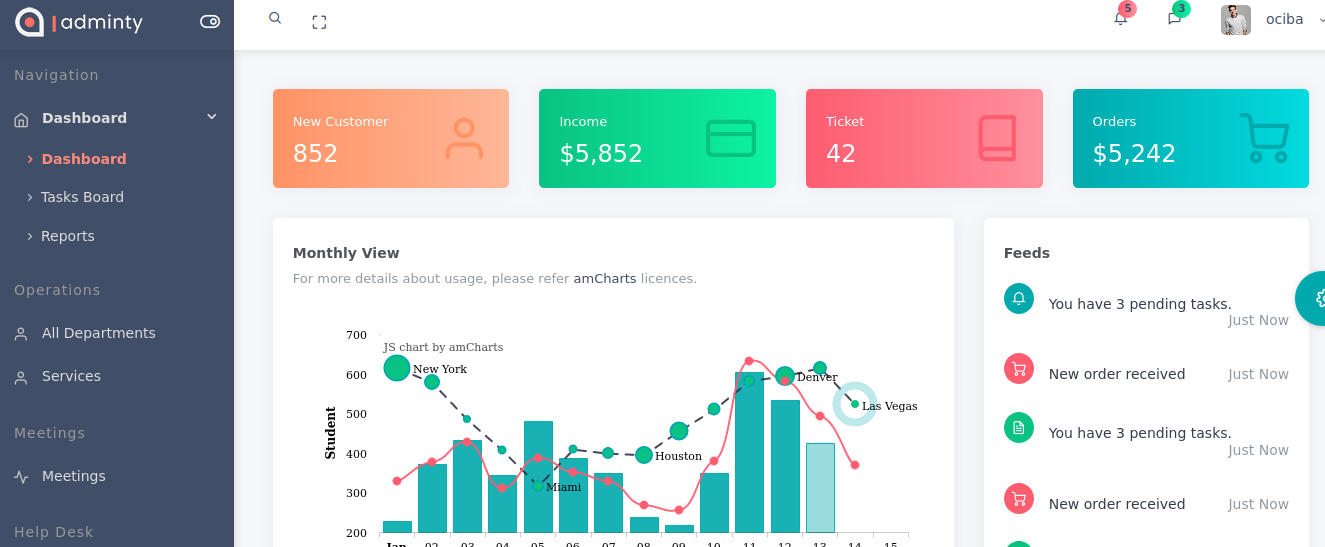 adminty
5
3
ociba
Navigation
Dashboard
Dashboard
Tasks Board
Reports
Operations
All Departments
Services
Meetings
Meetings
Help Desk
New Customer
852
Income
$5,852
Ticket
42
Orders
$5,242
Monthly View
For more details about usage, please refer amCharts licences.
JS chart by amCharts
Student
700
600
500
400
300
200
New York
Miami
Houston
Denver
Las Vegas
Jan 02 03 04 05 06 07 08 09 10 11 12 13 14 15
Feeds
You have 3 pending tasks.
Just Now
New order received Just Now
You have 3 pending tasks.
Just Now
New order received Just Now